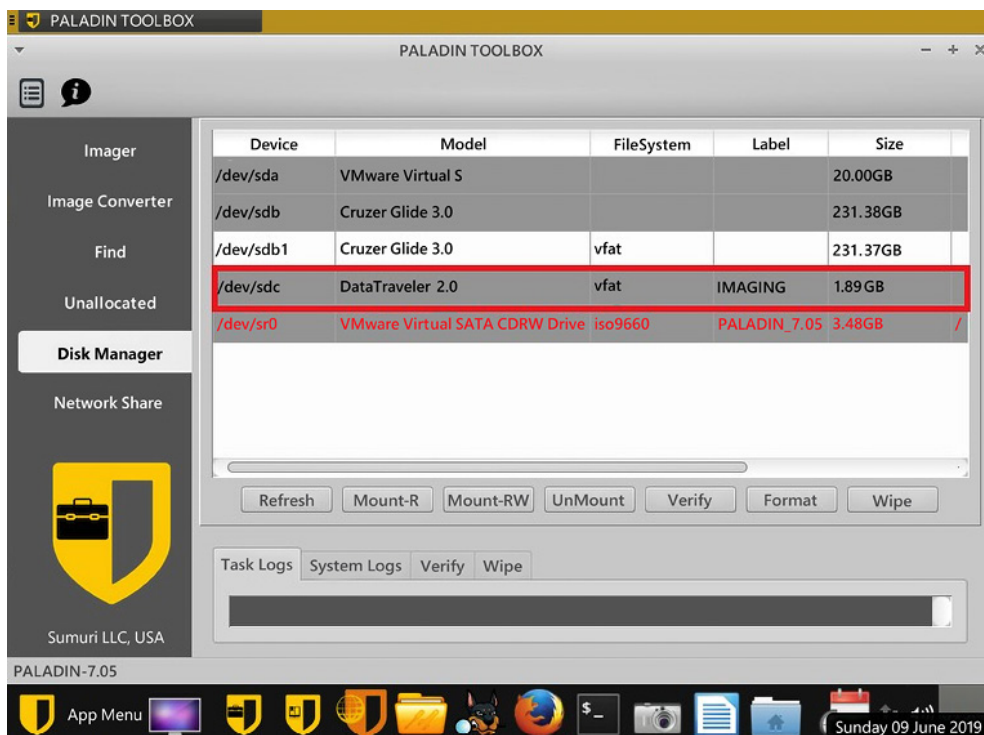 PALADIN TOOLBOX
PALADIN TOOLBOX
Imager
Image Converter
Find
Unallocated
Disk Manager
Network Share
Sumuri LLC, USA
Device Model FileSystem Label Size
/dev/sda VMware Virtual S 20.00GB
/dev/sdb Cruzer Glide 3.0 231.38GB
/dev/sdb1 Cruzer Glide 3.0 vfat 231.37GB
/dev/sdc DataTraveler 2.0 vfat IMAGING 1.89 GB
/dev/sr0 VMware Virtual SATA CDRW Drive iso9660 PALADIN_7.05 3.48GB /
Refresh Mount-R Mount-RW UnMount Verify Format Wipe
Task Logs System Logs Verify Wipe
PALADIN-7.05
App Menu $_ Sunday 09 June 2019